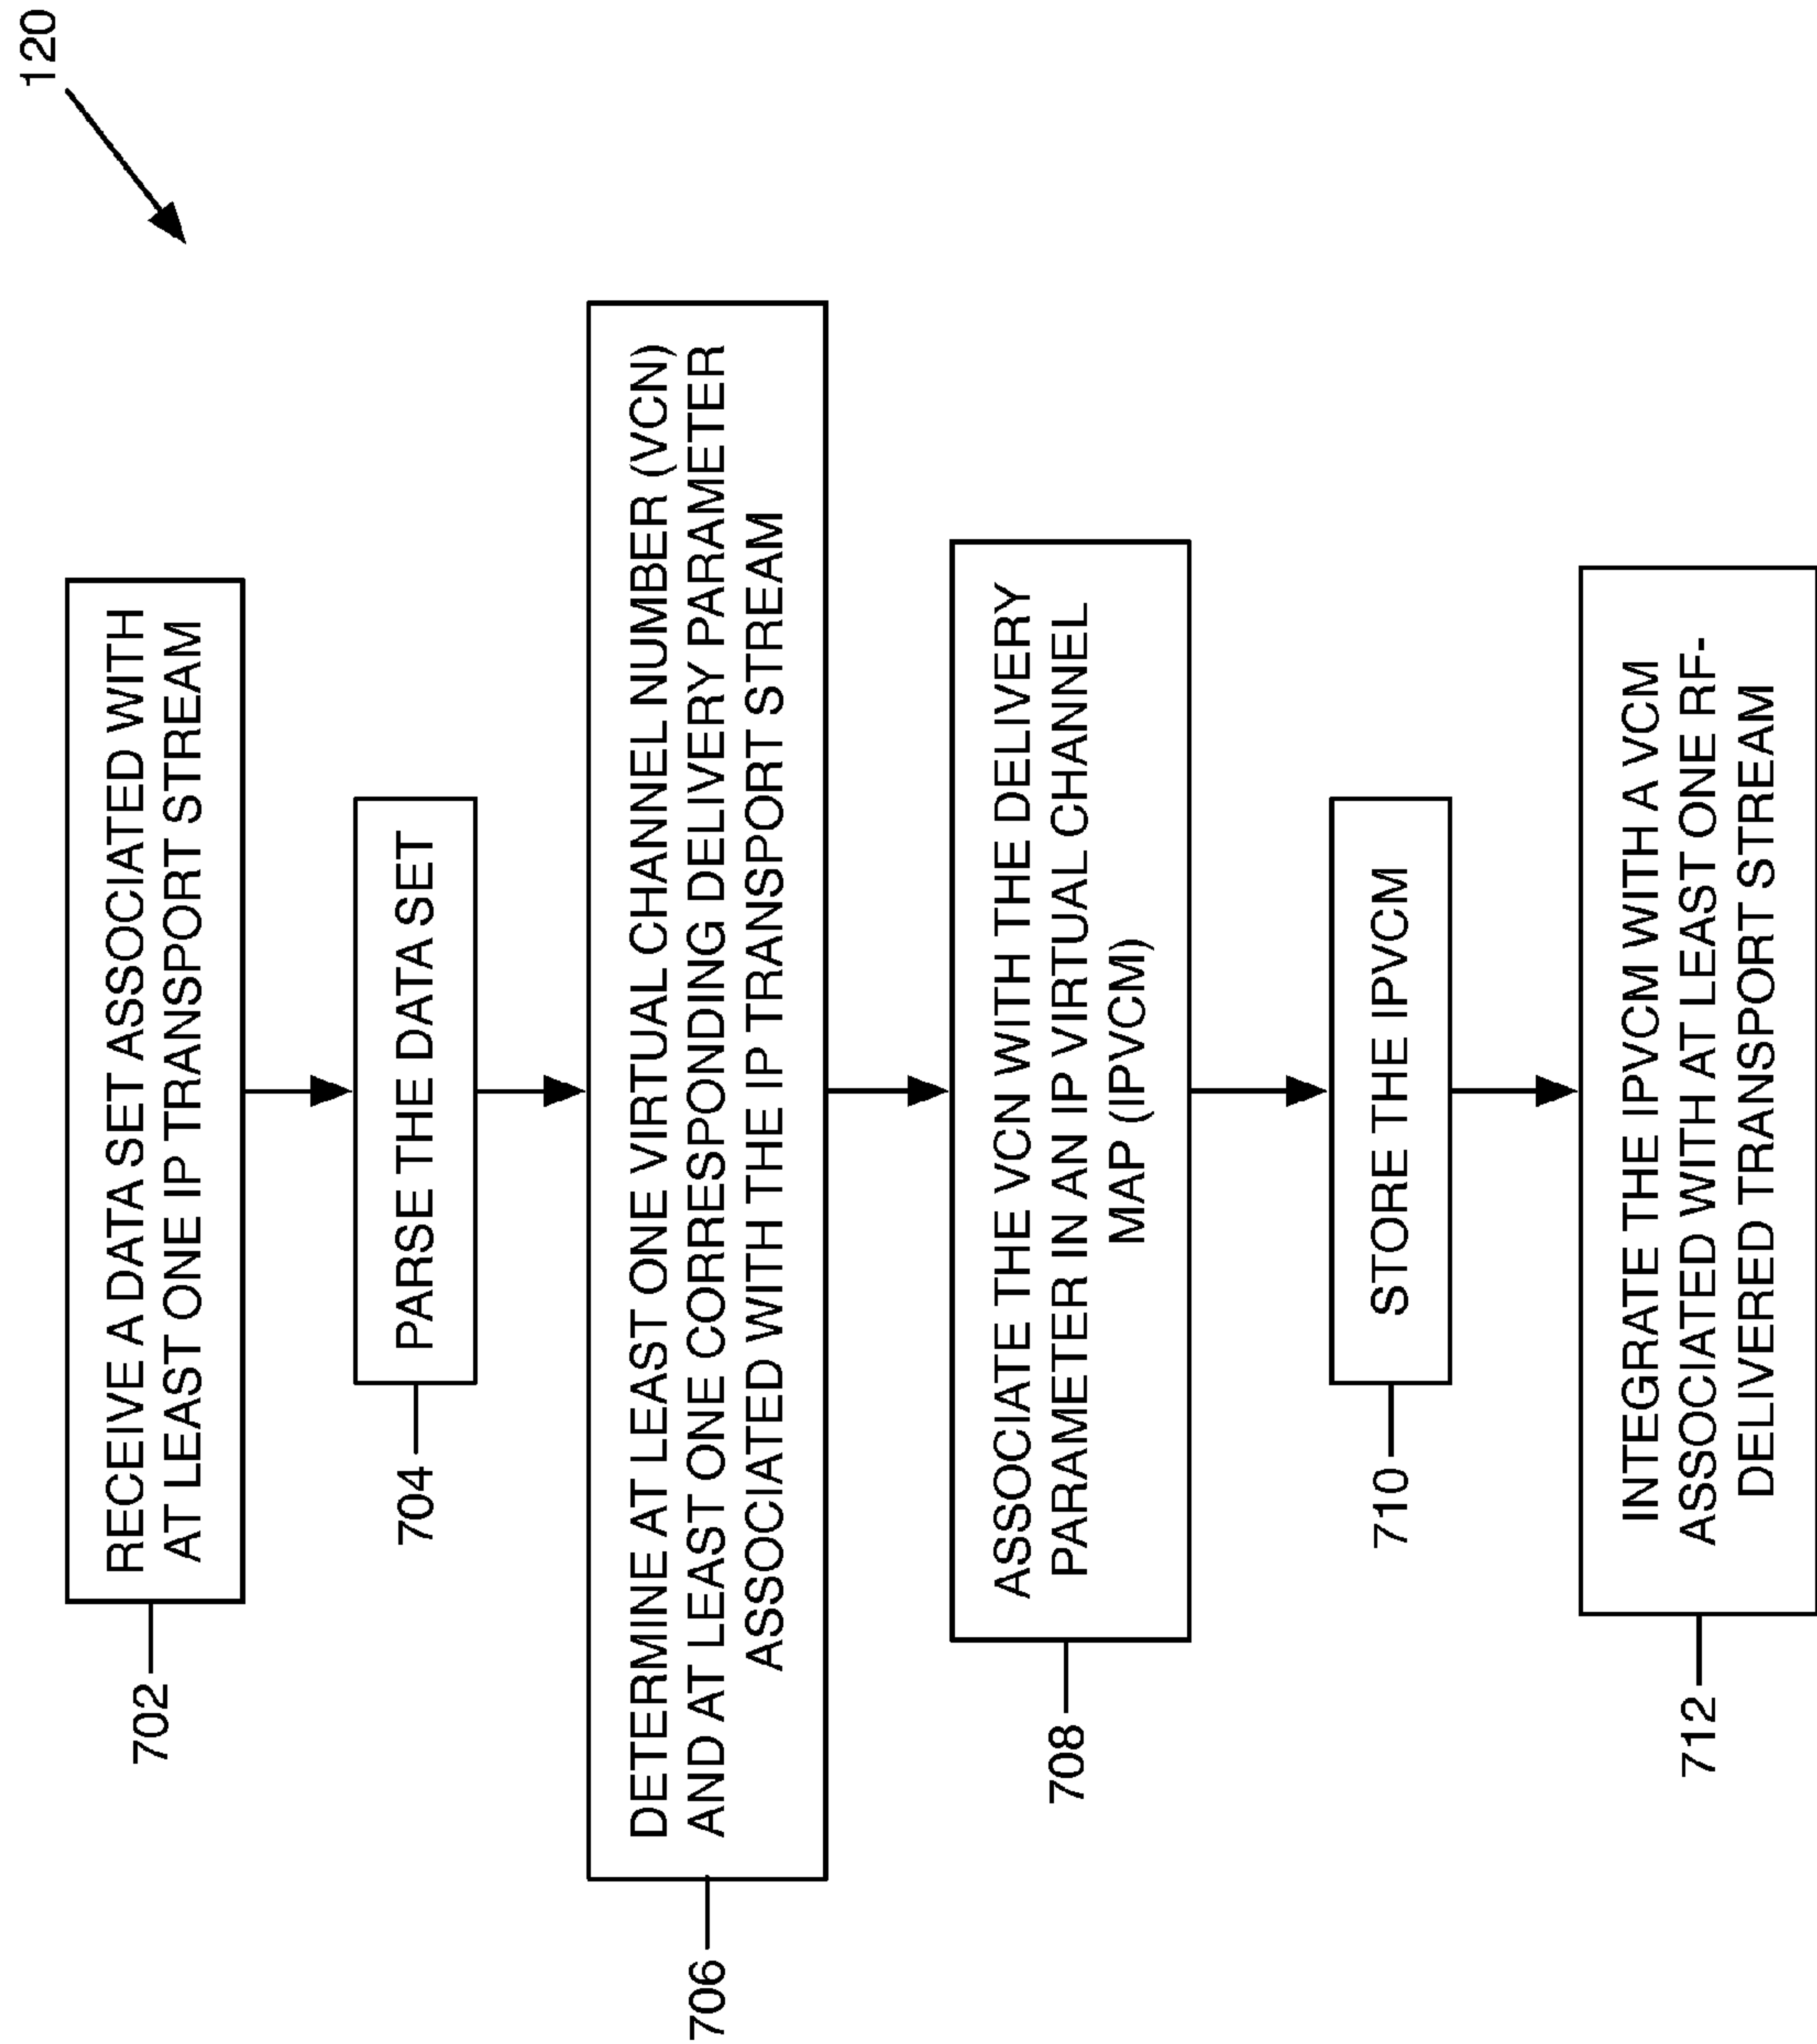 120
RECEIVE A DATA SET ASSOCIATED WITH
AT LEAST ONE IP TRANSPORT STREAM
702
PARSE THE DATA SET
704
DETERMINE AT LEAST ONE VIRTUAL CHANNEL NUMBER (VCN)
AND AT LEAST ONE CORRESPONDING DELIVERY PARAMETER
ASSOCIATED WITH THE IP TRANSPORT STREAM
706
ASSOCIATE THE VCN WITH THE DELIVERY
PARAMETER IN AN IP VIRTUAL CHANNEL
MAP (IPVCM)
708
STORE THE IPVCM
710
INTEGRATE THE IPVCM WITH A VCM
ASSOCIATED WITH AT LEAST ONE RF-
DELIVERED TRANSPORT STREAM
712